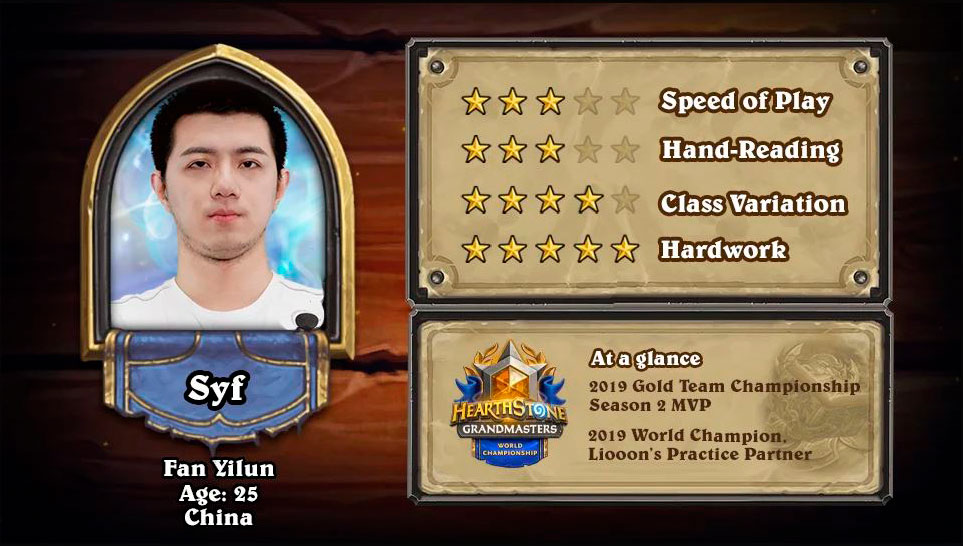 Syf
Fan Yilun
Age: 25
China
Speed of Play
Hand-Reading
Class Variation
Hardwork
HEARTHSTONE
GRANDMASTERS
WORLD
CHAMPIONSHIP
At a glance
2019 Gold Team Championship
Season 2 MVP
2019 World Champion,
Liooon's Practice Partner